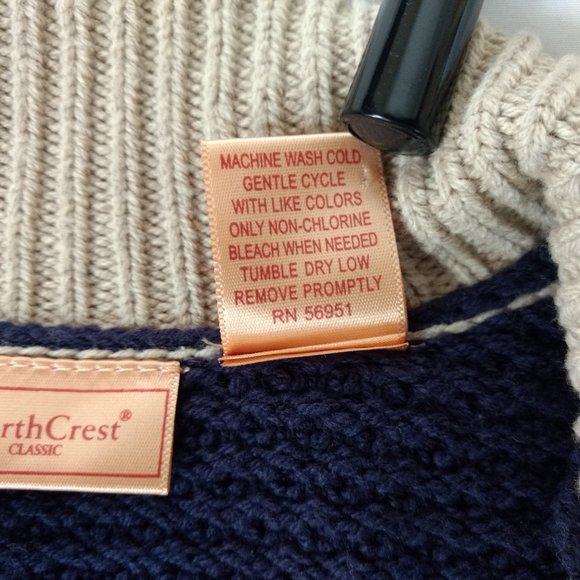 MACHINE WASH COLD
GENTLE CYCLE
WITH LIKE COLORS
ONLY NON-CHLORINE
BLEACH WHEN NEEDED
TUMBLE DRY LOW
REMOVE PROMPTLY
RN 56951
rthCrest®
CLASSIC